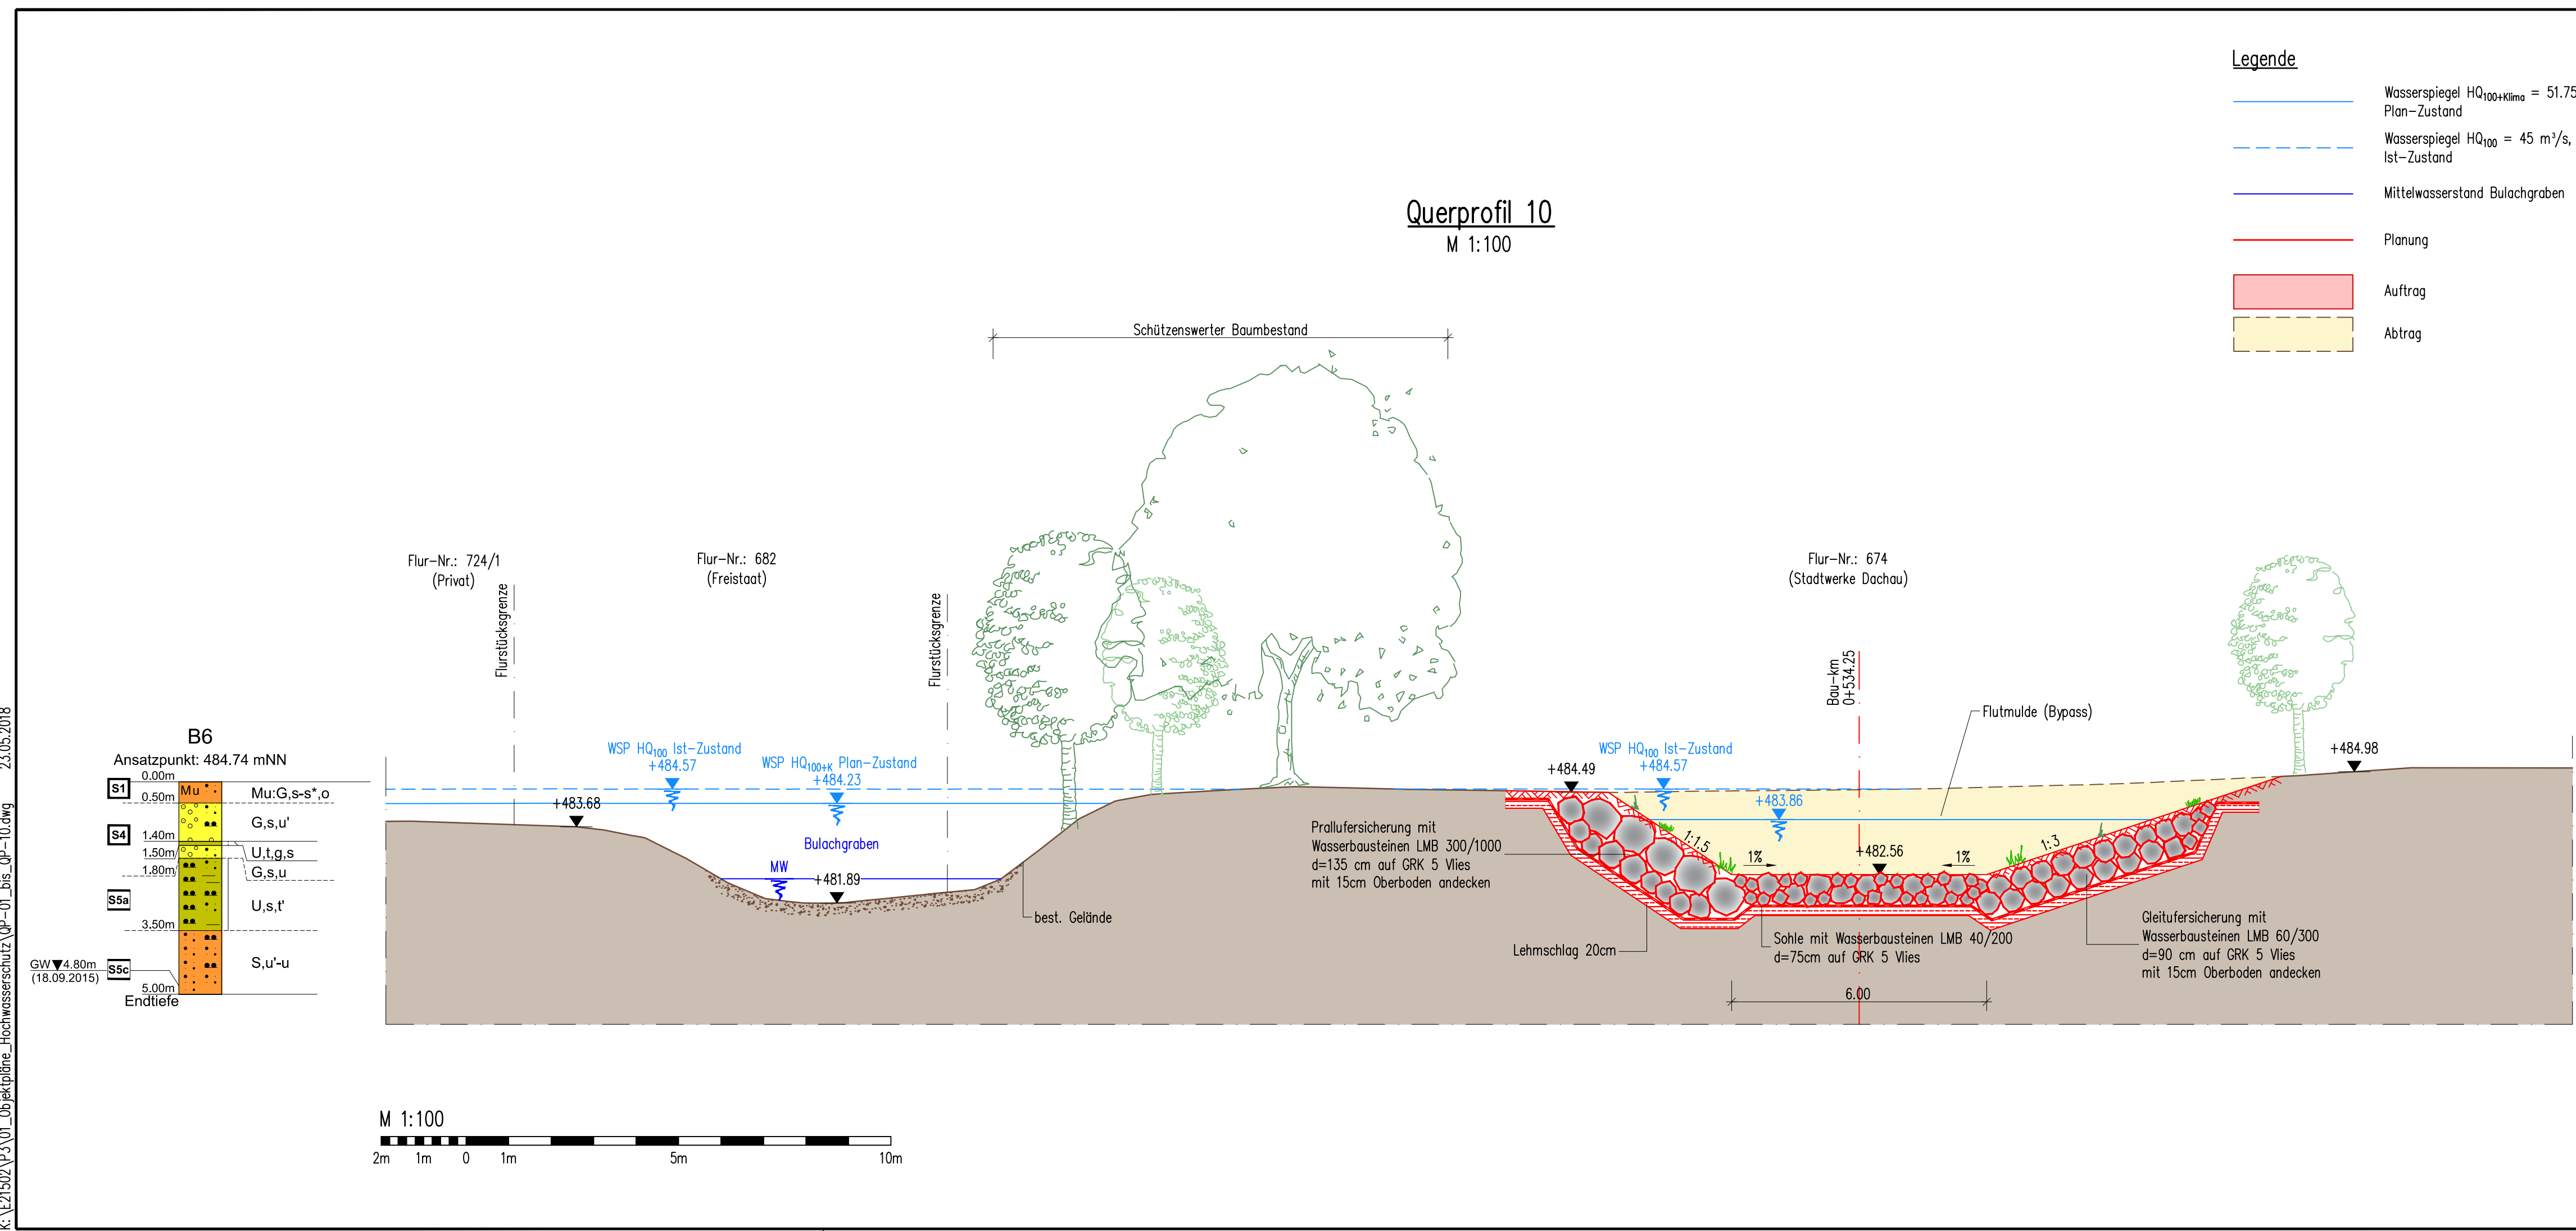 Legende
Wasserspiegel HQ100+Klima = 51.75
Plan-Zustand
Wasserspiegel HQ100 = 45 m³/s,
Ist-Zustand
Mittelwasserstand Bulachgraben
Planung
Auftrag
Abtrag
Querprofil 10
M 1:100
Schützenswerter Baumbestand
Flur-Nr.: 724/1
(Privat)
Flurstücksgrenze
Flur-Nr.: 682
(Freistaat)
Flurstücksgrenze
Flur-Nr.: 674
(Stadtwerke Dachau)
Bau-km
0+534.25
Flutmulde (Bypass)
WSP HQ100 Ist-Zustand
+484.57
WSP HQ100+K Plan-Zustand
+484.23
+483.68
Bulachgraben
MW
+481.89
best. Gelände
WSP HQ100 Ist-Zustand
+484.57
+484.49
+483.86
+484.98
1:1.5
1%
+482.56
1%
1:3
Prallufersicherung mit
Wasserbausteinen LMB 300/1000
d=135 cm auf GRK 5 Vlies
mit 15cm Oberboden andecken
Lehmschlag 20cm
Sohle mit Wasserbausteinen LMB 40/200
d=75cm auf GRK 5 Vlies
Gleitufersicherung mit
Wasserbausteinen LMB 60/300
d=90 cm auf GRK 5 Vlies
mit 15cm Oberboden andecken
6.00
B6
Ansatzpunkt: 484.74 mNN
0.00m
S1
Mu
0.50m
Mu:G,s-s*,o
G,s,u'
S4
1.40m
1.50m
U,t,g,s
1.80m
G,s,u
S5a
U,s,t'
3.50m
S,u'-u
GW 4.80m
(18.09.2015)
S5c
5.00m
Endtiefe
M 1:100
2m 1m 0 1m 5m 10m
K:\E21502\P3\01_Objektpläne_Hochwasserschutz\QP-01_bis_QP-10.dwg 23.05.2018